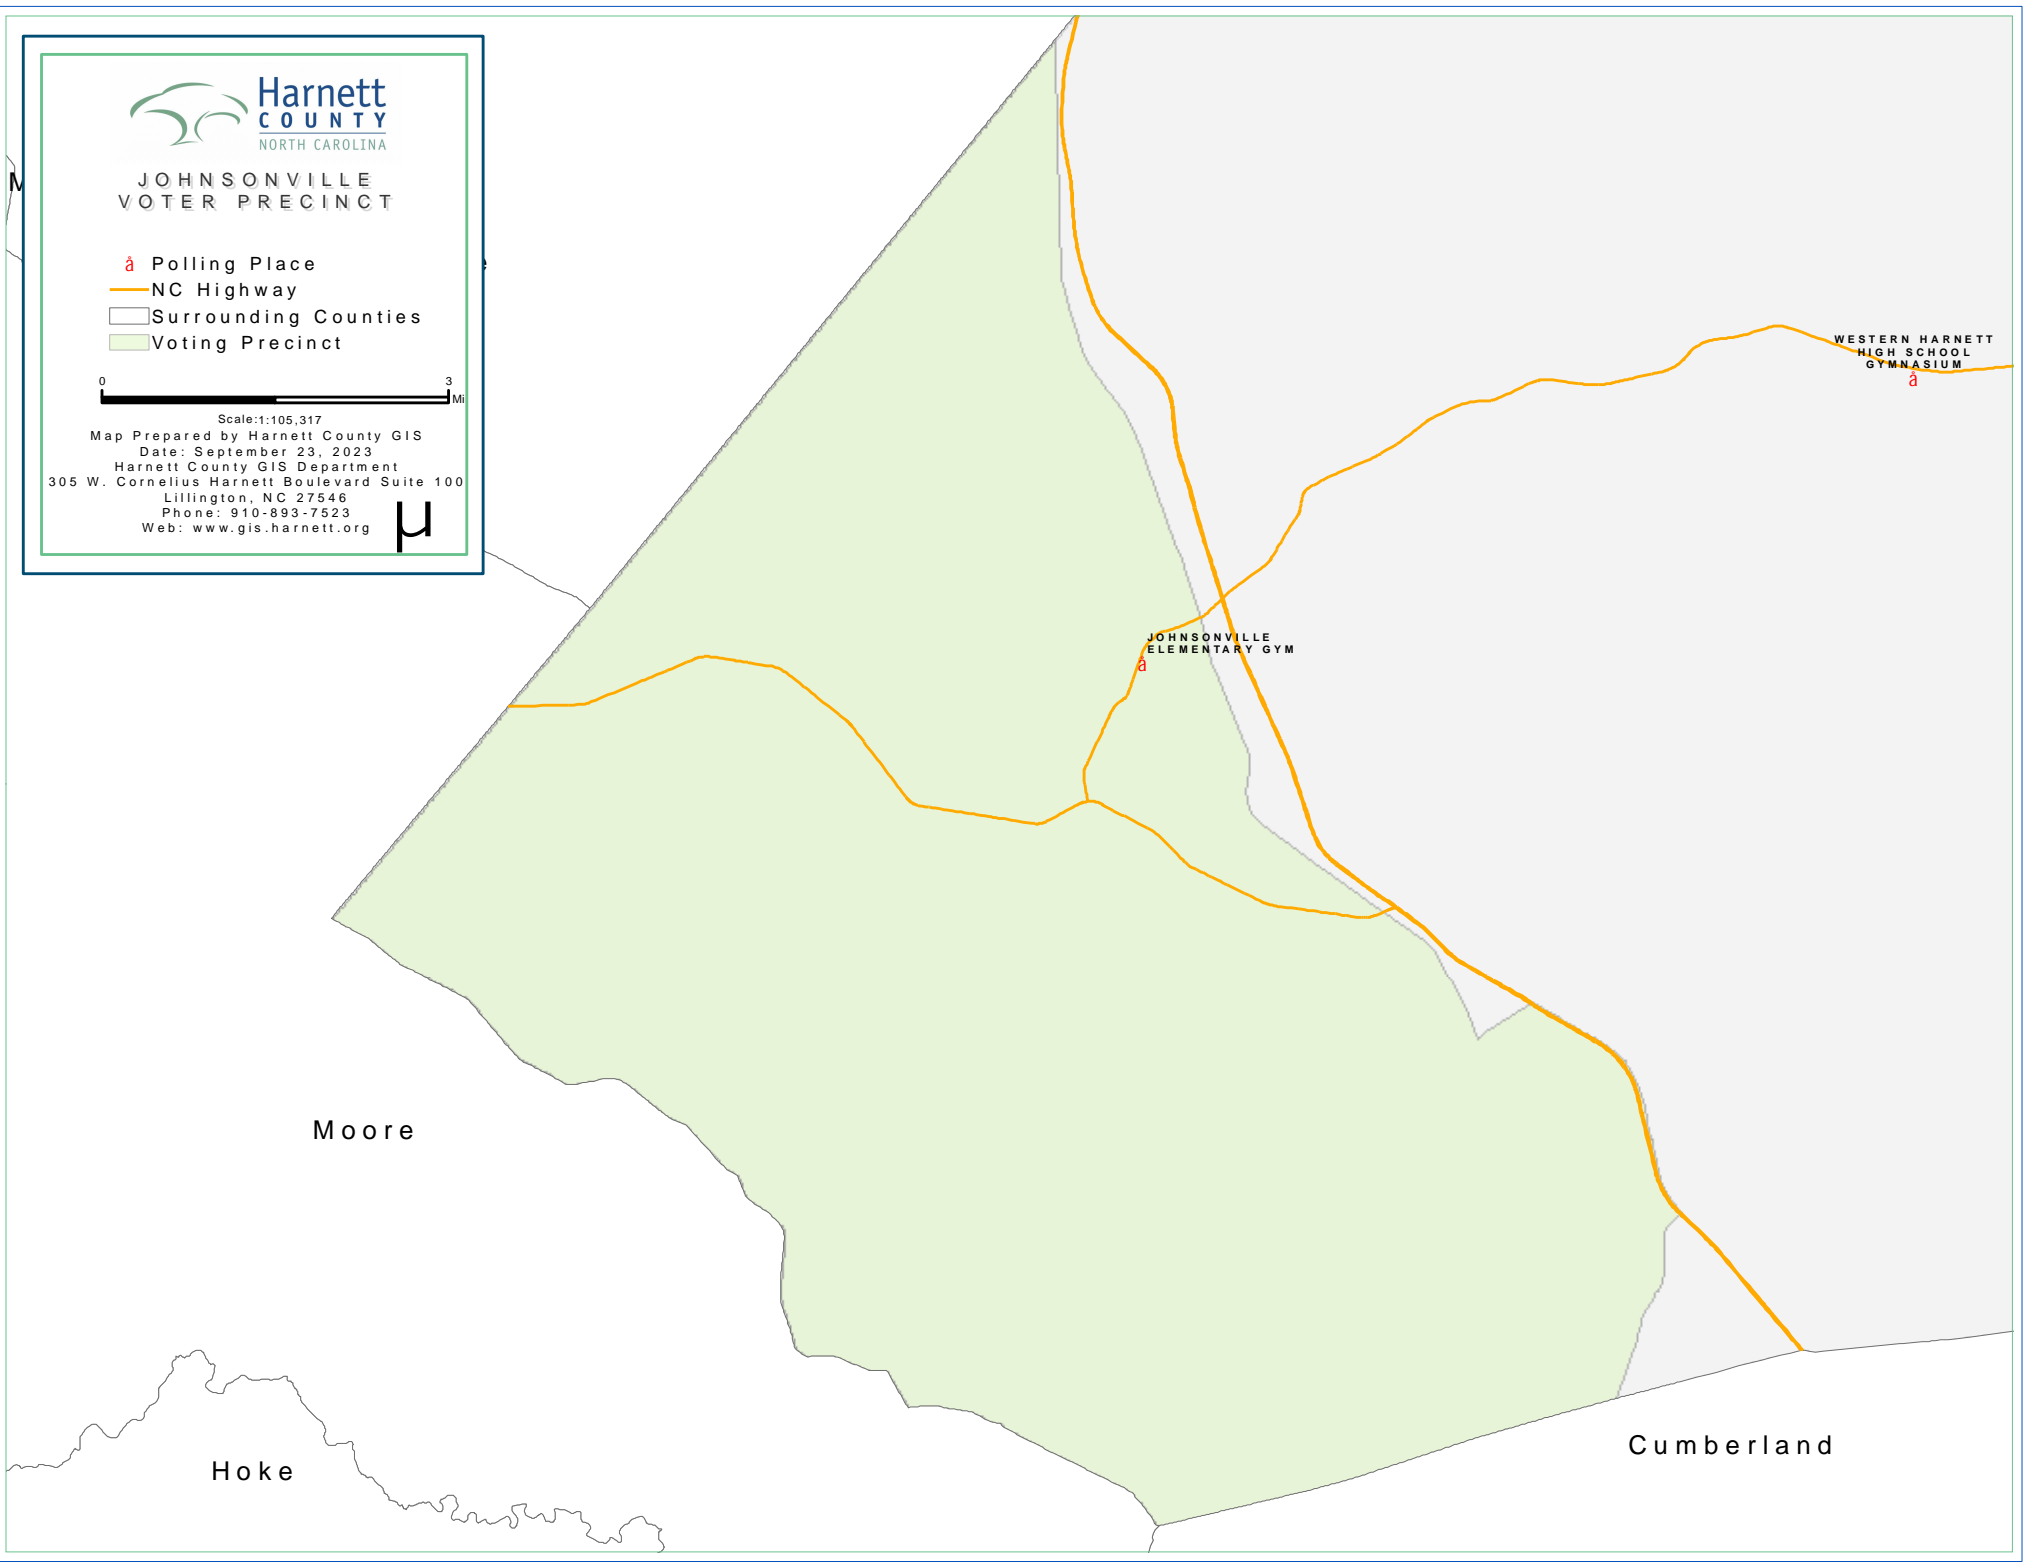 Harnett
COUNTY
NORTH CAROLINA
JOHNSONVILLE
VOTER PRECINCT
å Polling Place
NC Highway
Surrounding Counties
Voting Precinct
0 3
Mi
Scale:1:105,317
Map Prepared by Harnett County GIS
Date: September 23, 2023
Harnett County GIS Department
305 W. Cornelius Harnett Boulevard Suite 100
Lillington, NC 27546
Phone: 910-893-7523
Web: www.gis.harnett.org
µ
WESTERN HARNETT
HIGH SCHOOL
GYMNASIUM
å
JOHNSONVILLE
ELEMENTARY GYM
å
Moore
Hoke
Cumberland